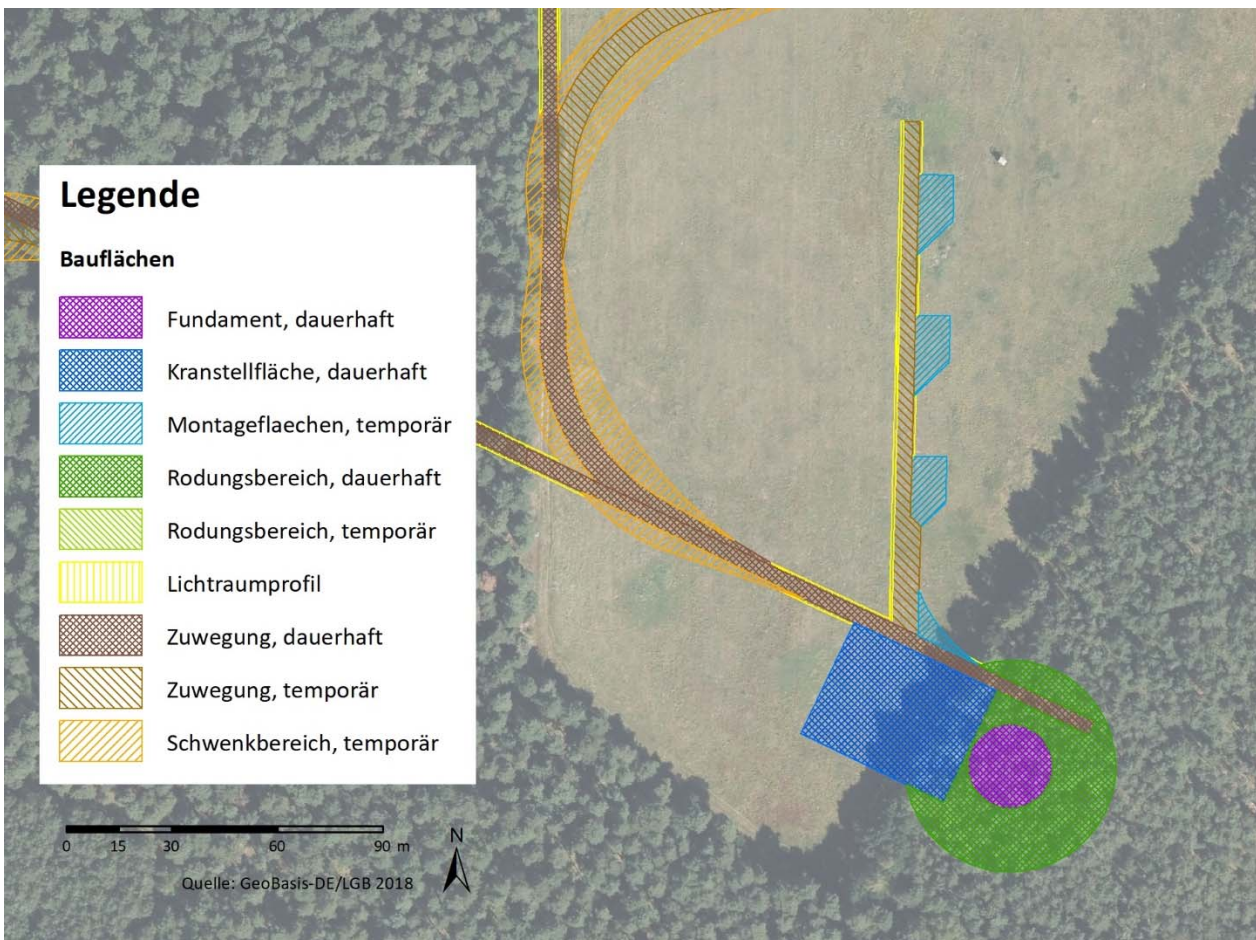 Legende
Bauflächen
Fundament, dauerhaft
Kranstellfläche, dauerhaft
Montageflaechen, temporär
Rodungsbereich, dauerhaft
Rodungsbereich, temporär
Lichtraumprofil
Zuwegung, dauerhaft
Zuwegung, temporär
Schwenkbereich, temporär
0 15 30 60 90 m
N
Quelle: GeoBasis-DE/LGB 2018